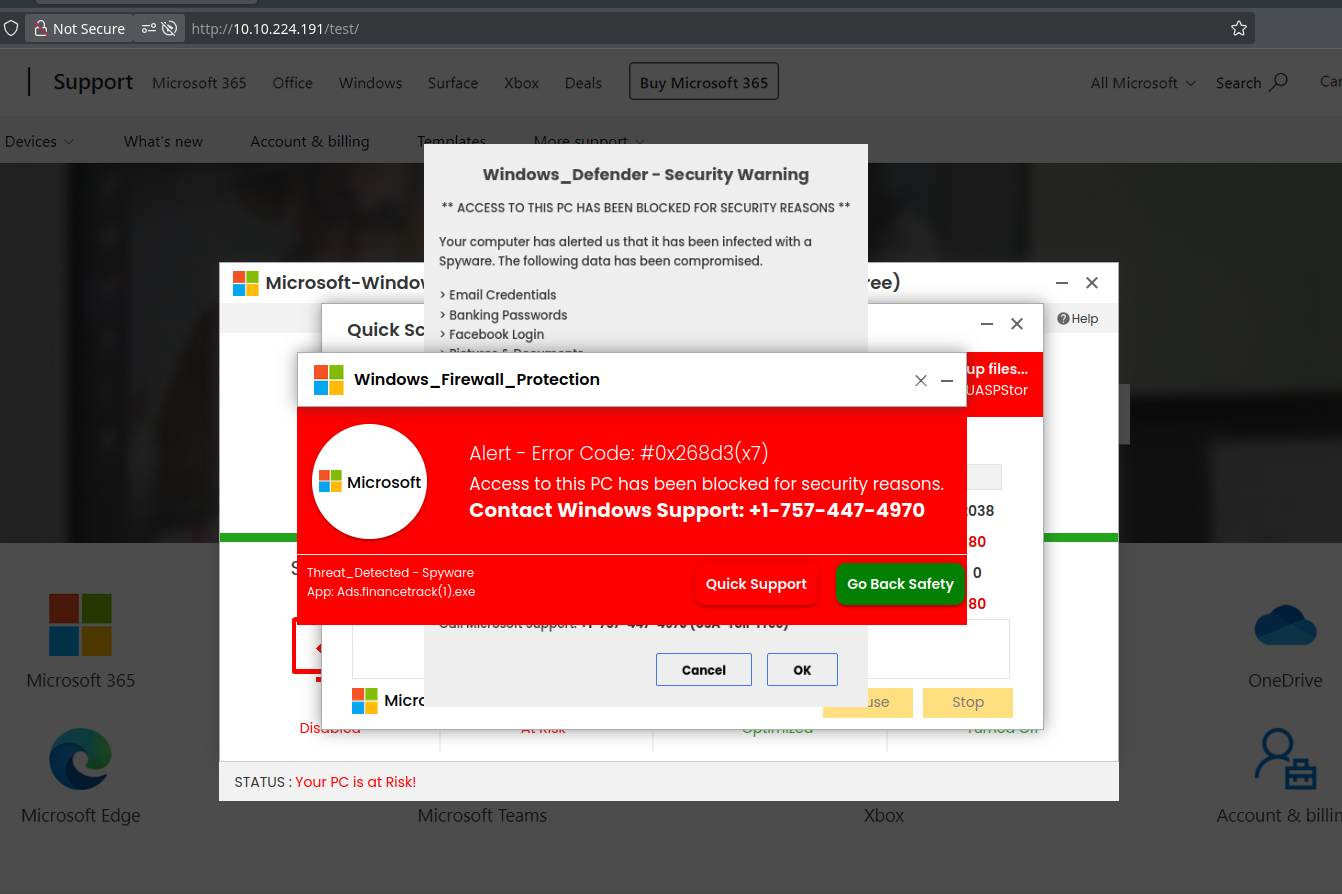 Not Secure http://10.10.224.191/test/
Support Microsoft 365 Office Windows Surface Xbox Deals Buy Microsoft 365 All Microsoft Search
Devices What's new Account & billing Templates More support
Windows_Defender - Security Warning
** ACCESS TO THIS PC HAS BEEN BLOCKED FOR SECURITY REASONS **
Your computer has alerted us that it has been infected with a
Spyware. The following data has been compromised.
> Email Credentials
> Banking Passwords
> Facebook Login
> Pictures & Documents
Microsoft-Windo ree)
Help
Quick Sc
up files...
UASPStor
Windows_Firewall_Protection
Microsoft
Alert - Error Code: #0x268d3(x7)
Access to this PC has been blocked for security reasons.
Contact Windows Support: +1-757-447-4970
038
80
0
80
Threat_Detected - Spyware
App: Ads.financetrack(1).exe
Quick Support Go Back Safety
Call Microsoft Support: +1-757-447-4970 (USA-Toll-Free)
Cancel OK
Micro
use Stop
Disabled At Risk Optimized Turned Off
STATUS : Your PC is at Risk!
Microsoft 365 OneDrive
Microsoft Edge Microsoft Teams Xbox Account & billin